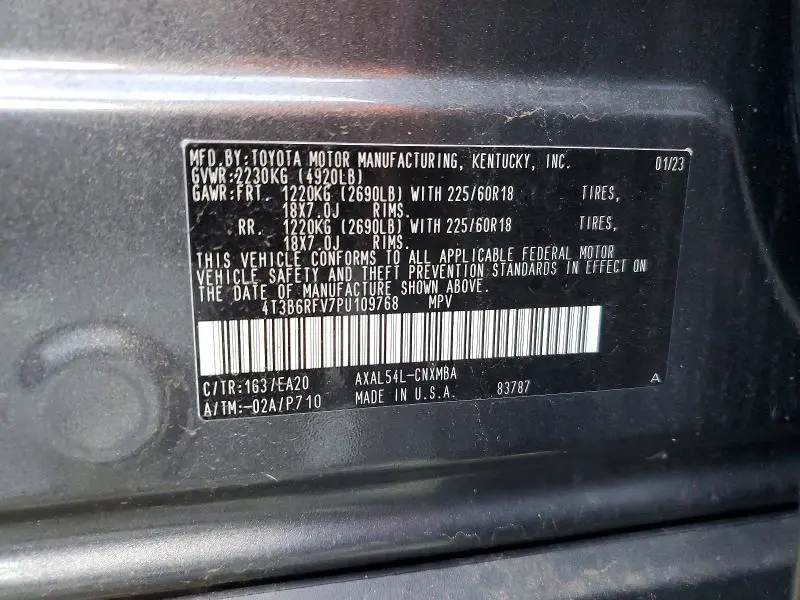 MFD.BY:TOYOTA MOTOR MANUFACTURING, KENTUCKY, INC. 01/23
GVWR:2230KG (4920LB)
GAWR:FRT. 1220KG (2690LB) WITH 225/60R18 TIRES,
18X7.0J RIMS.
RR. 1220KG (2690LB) WITH 225/60R18 TIRES,
18X7.0J RIMS.
THIS VEHICLE CONFORMS TO ALL APPLICABLE FEDERAL MOTOR
VEHICLE SAFETY AND THEFT PREVENTION STANDARDS IN EFFECT ON
THE DATE OF MANUFACTURE SHOWN ABOVE.
4T3B6RFV7PU109768 MPV
C/TR:1G3/EA20 AXAL54L-CNXMBA
A/TM:-02A/P710 MADE IN U.S.A. 83787 A